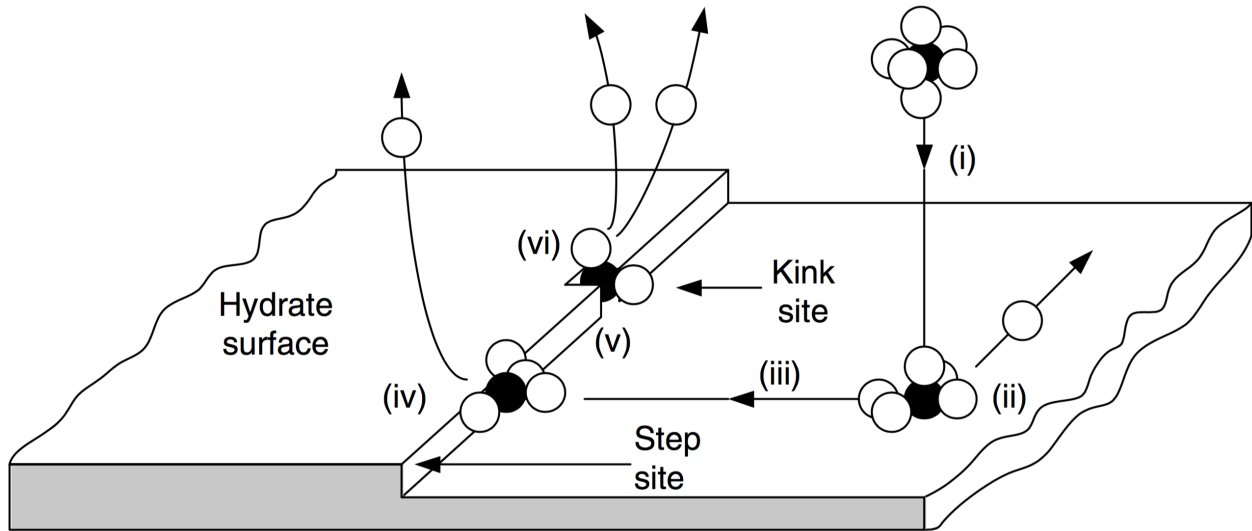 (i)
(vi)
Kink
site
Hydrate
surface
(v)
(iii)
(iv)
(ii)
Step
site